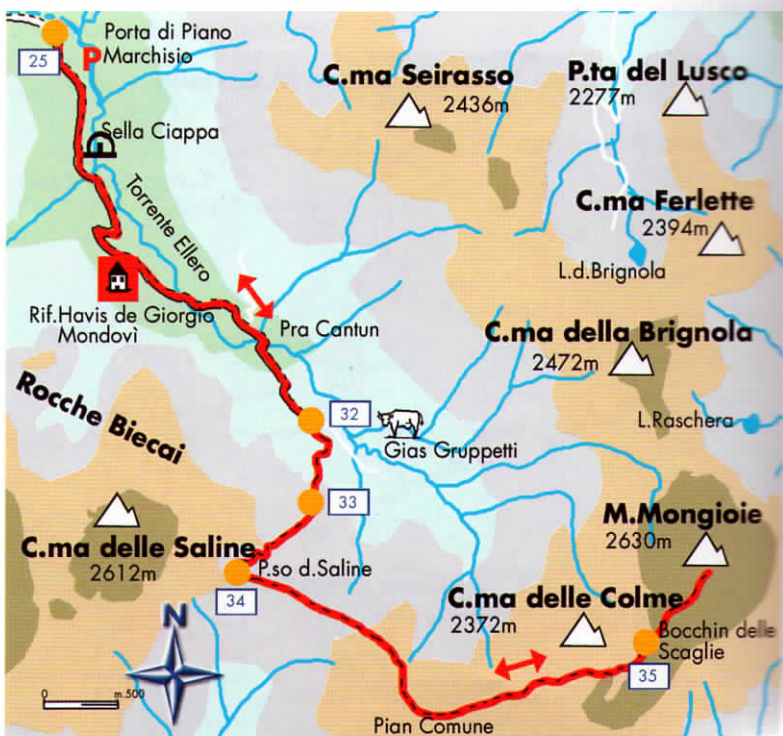 Porta di Piano
Marchisio
25
P
C.ma Seirasso
2436m
P.ta del Lusco
2277m
Sella Ciappa
Torrente Ellero
C.ma Ferlette
2394m
L.d.Brignola
Rif.Havis de Giorgio
Mondovì
Pra Cantun
C.ma della Brignola
2472m
Rocche Biecai
32
Gias Gruppetti
L.Raschera
33
M.Mongioie
2630m
C.ma delle Saline
2612m
P.so d.Saline
34
C.ma delle Colme
2372m
Bocchin delle
Scaglie
35
N
0
m.500
Pian Comune